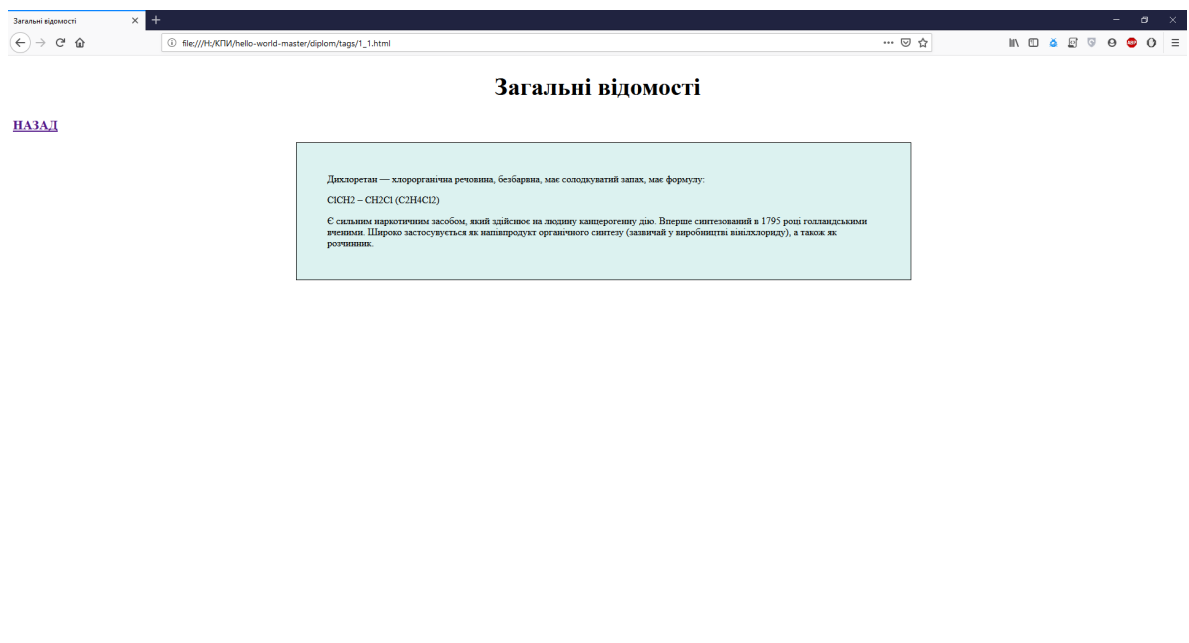 Загальні відомості
file:///H:/КПИ/hello-world-master/diplom/tags/1_1.html
Загальні відомості
НАЗАД
Дихлоретан — хлорорганічна речовина, безбарвна, має солодкуватий запах, має формулу:
ClCH2 – CH2Cl (C2H4Cl2)
Є сильним наркотичним засобом, який здійснює на людину канцерогенну дію. Вперше синтезований в 1795 році голландськими
вченими. Широко застосувується як напівпродукт органічного синтезу (зазвичай у виробництві вінілхлориду), а також як
розчинник.